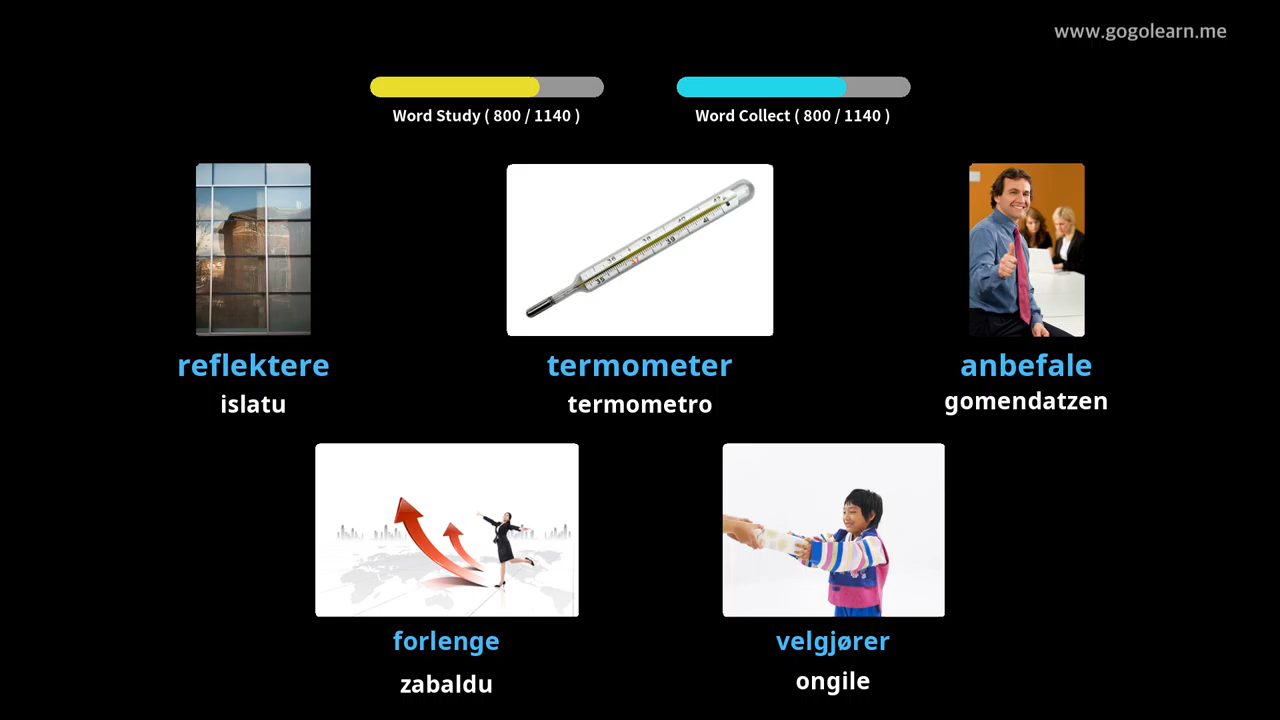 www.gogolearn.me
Word Study ( 800 / 1140 )
Word Collect ( 800 / 1140 )
reflektere
islatu
termometer
termometro
anbefale
gomendatzen
forlenge
zabaldu
velgjører
ongile